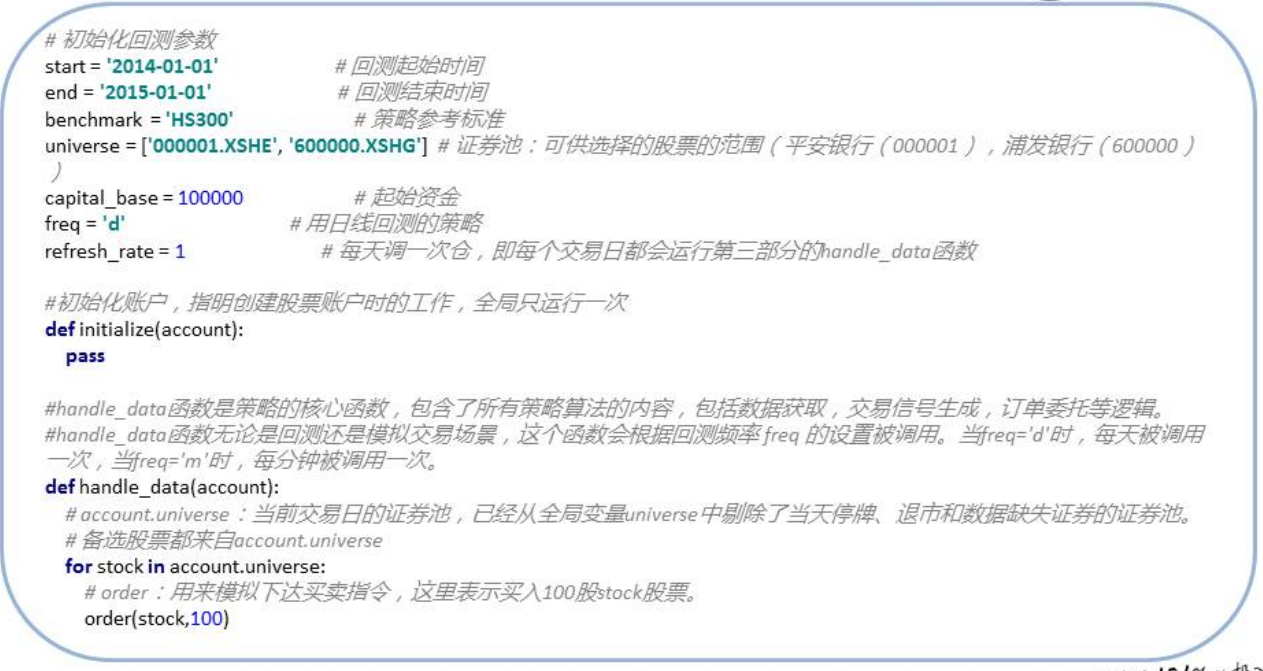 # 初始化回测参数
start = '2014-01-01' # 回测起始时间
end = '2015-01-01' # 回测结束时间
benchmark = 'HS300' # 策略参考标准
universe = ['000001.XSHE', '600000.XSHG'] # 证券池：可供选择的股票的范围（平安银行（000001），浦发银行（600000）
）
capital_base = 100000 # 起始资金
freq = 'd' # 用日线回测的策略
refresh_rate = 1 # 每天调一次仓，即每个交易日都会运行第三部分的handle_data函数
#初始化账户，指明创建股票账户时的工作，全局只运行一次
def initialize(account):
pass
#handle_data函数是策略的核心函数，包含了所有策略算法的内容，包括数据获取，交易信号生成，订单委托等逻辑。
#handle_data函数无论是回测还是模拟交易场景，这个函数会根据回测频率 freq 的设置被调用。当freq='d'时，每天被调用
一次，当freq='m'时，每分钟被调用一次。
def handle_data(account):
# account.universe：当前交易日的证券池，已经从全局变量universe中剔除了当天停牌、退市和数据缺失证券的证券池。
# 备选股票都来自account.universe
for stock in account.universe:
# order：用来模拟下达买卖指令，这里表示买入100股stock股票。
order(stock,100)